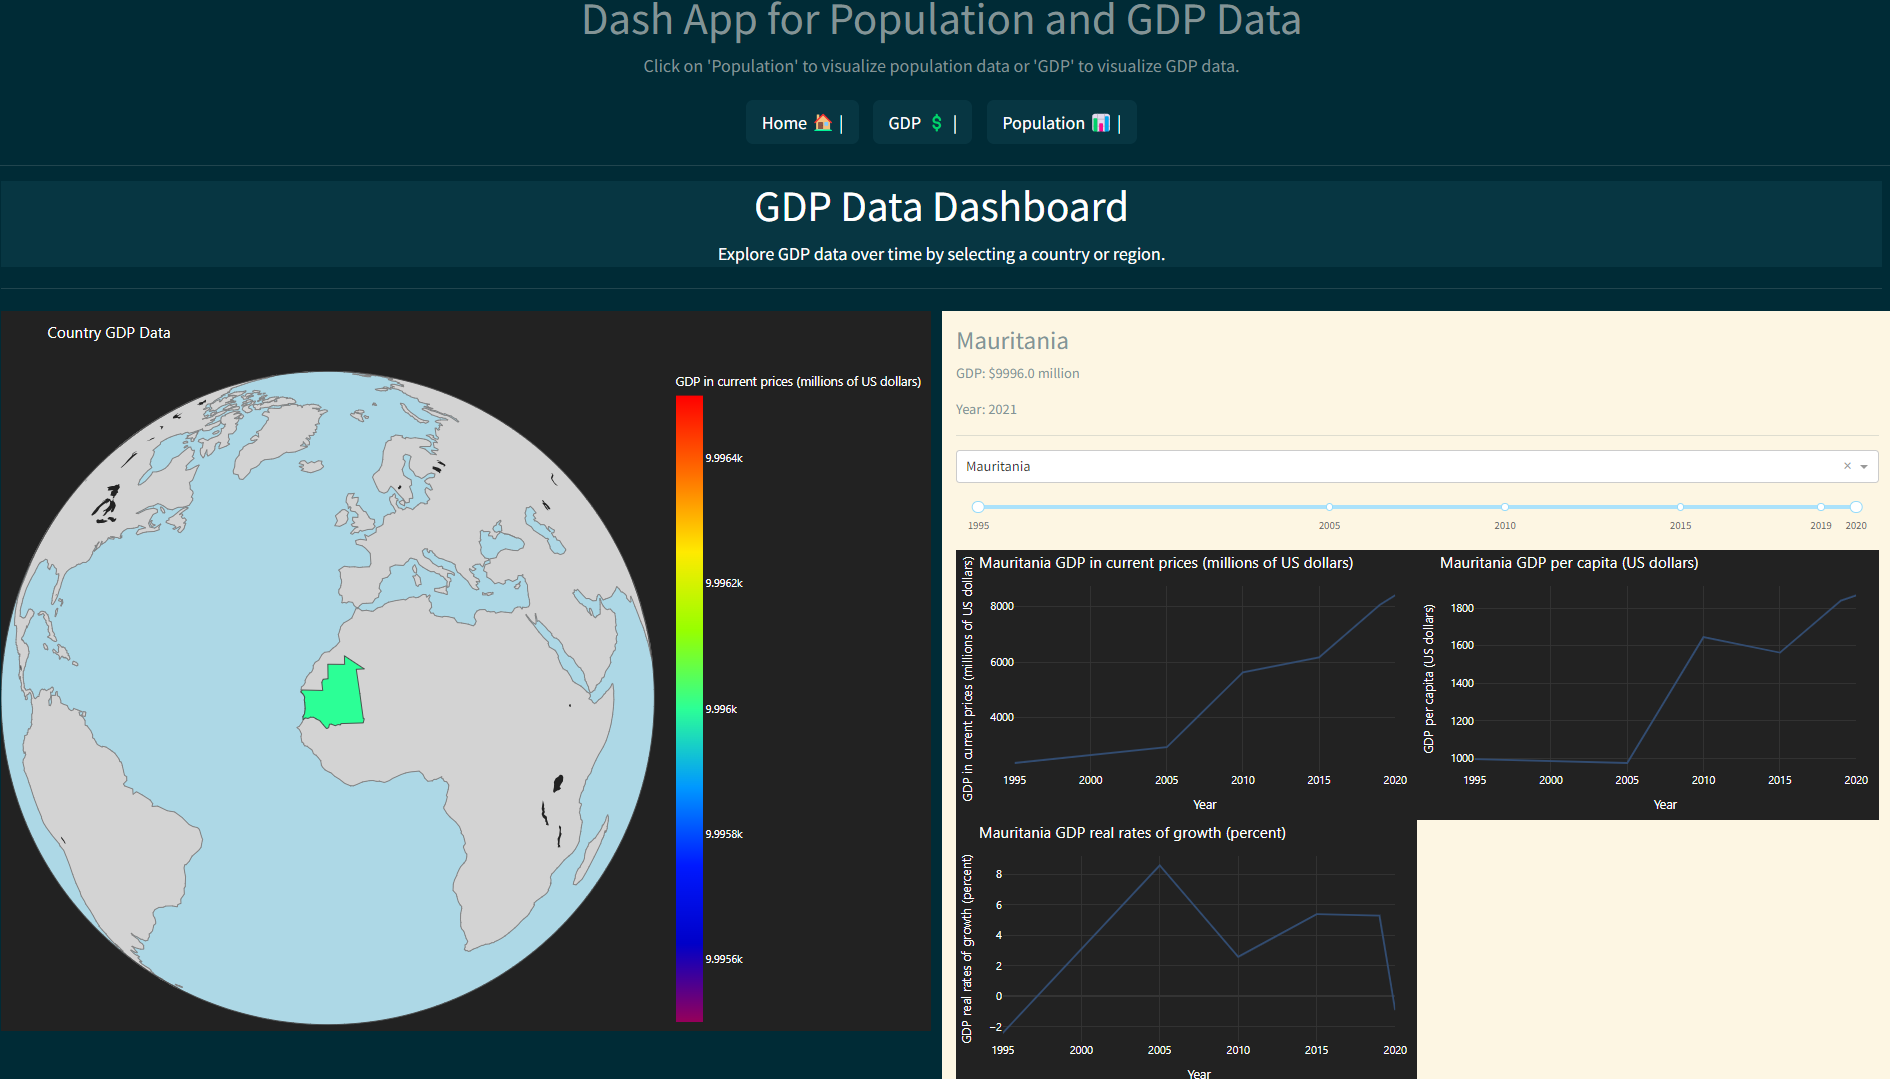 Dash App for Population and GDP Data
Click on 'Population' to visualize population data or 'GDP' to visualize GDP data.
Home 🏠 | GDP 💲 | Population 📊 |
GDP Data Dashboard
Explore GDP data over time by selecting a country or region.
Country GDP Data
GDP in current prices (millions of US dollars)
9.9964k
9.9962k
9.996k
9.9958k
9.9956k
Mauritania
GDP: $9996.0 million
Year: 2021
Mauritania × 
1995 2005 2010 2015 2019 2020
Mauritania GDP in current prices (millions of US dollars)
GDP in current prices (millions of US dollars)
8000
6000
4000
1995 2000 2005 2010 2015 2020
Year
Mauritania GDP per capita (US dollars)
GDP per capita (US dollars)
1800
1600
1400
1200
1000
1995 2000 2005 2010 2015 2020
Year
Mauritania GDP real rates of growth (percent)
GDP real rates of growth (percent)
8
6
4
2
0
−2
1995 2000 2005 2010 2015 2020
Year